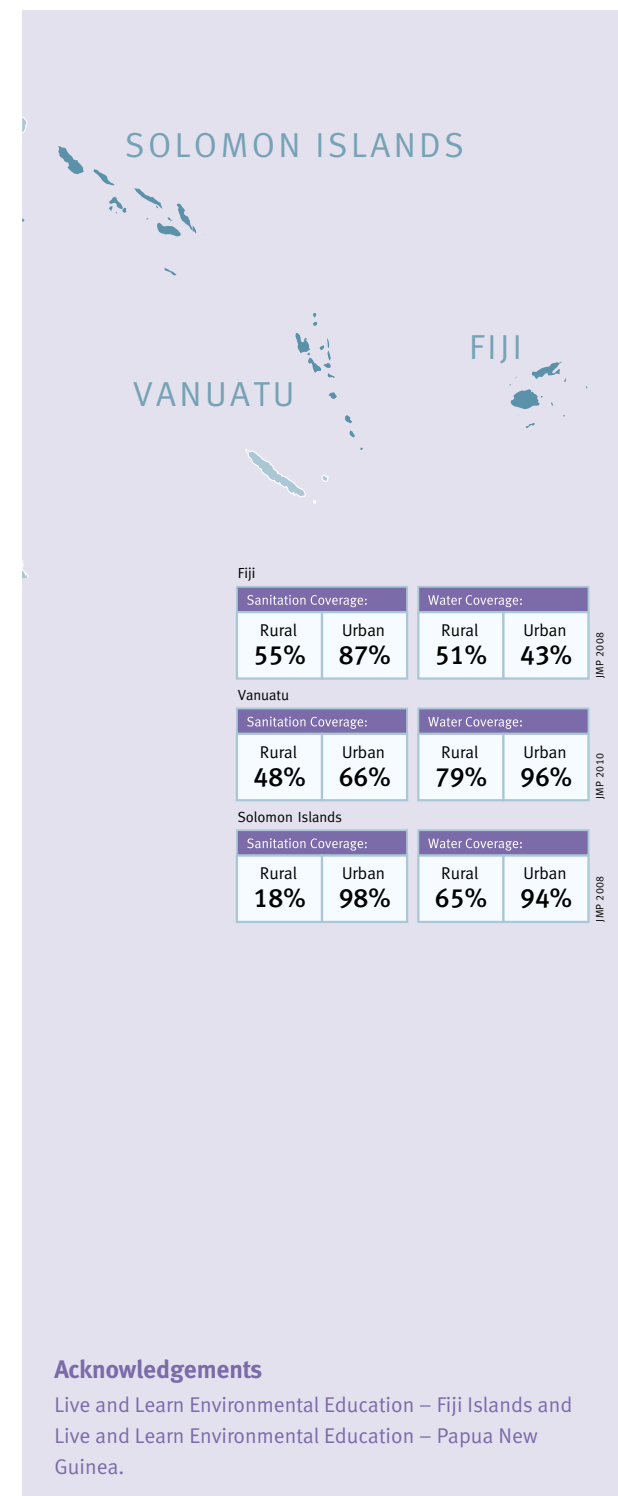 SOLOMON ISLANDS
FIJI
VANUATU
Fiji
Sanitation Coverage:
Rural Urban
55% 87%
Water Coverage:
Rural Urban
51% 43%
JMP 2008
Vanuatu
Sanitation Coverage:
Rural Urban
48% 66%
Water Coverage:
Rural Urban
79% 96%
JMP 2010
Solomon Islands
Sanitation Coverage:
Rural Urban
18% 98%
Water Coverage:
Rural Urban
65% 94%
JMP 2008
Acknowledgements
Live and Learn Environmental Education – Fiji Islands and
Live and Learn Environmental Education – Papua New
Guinea.